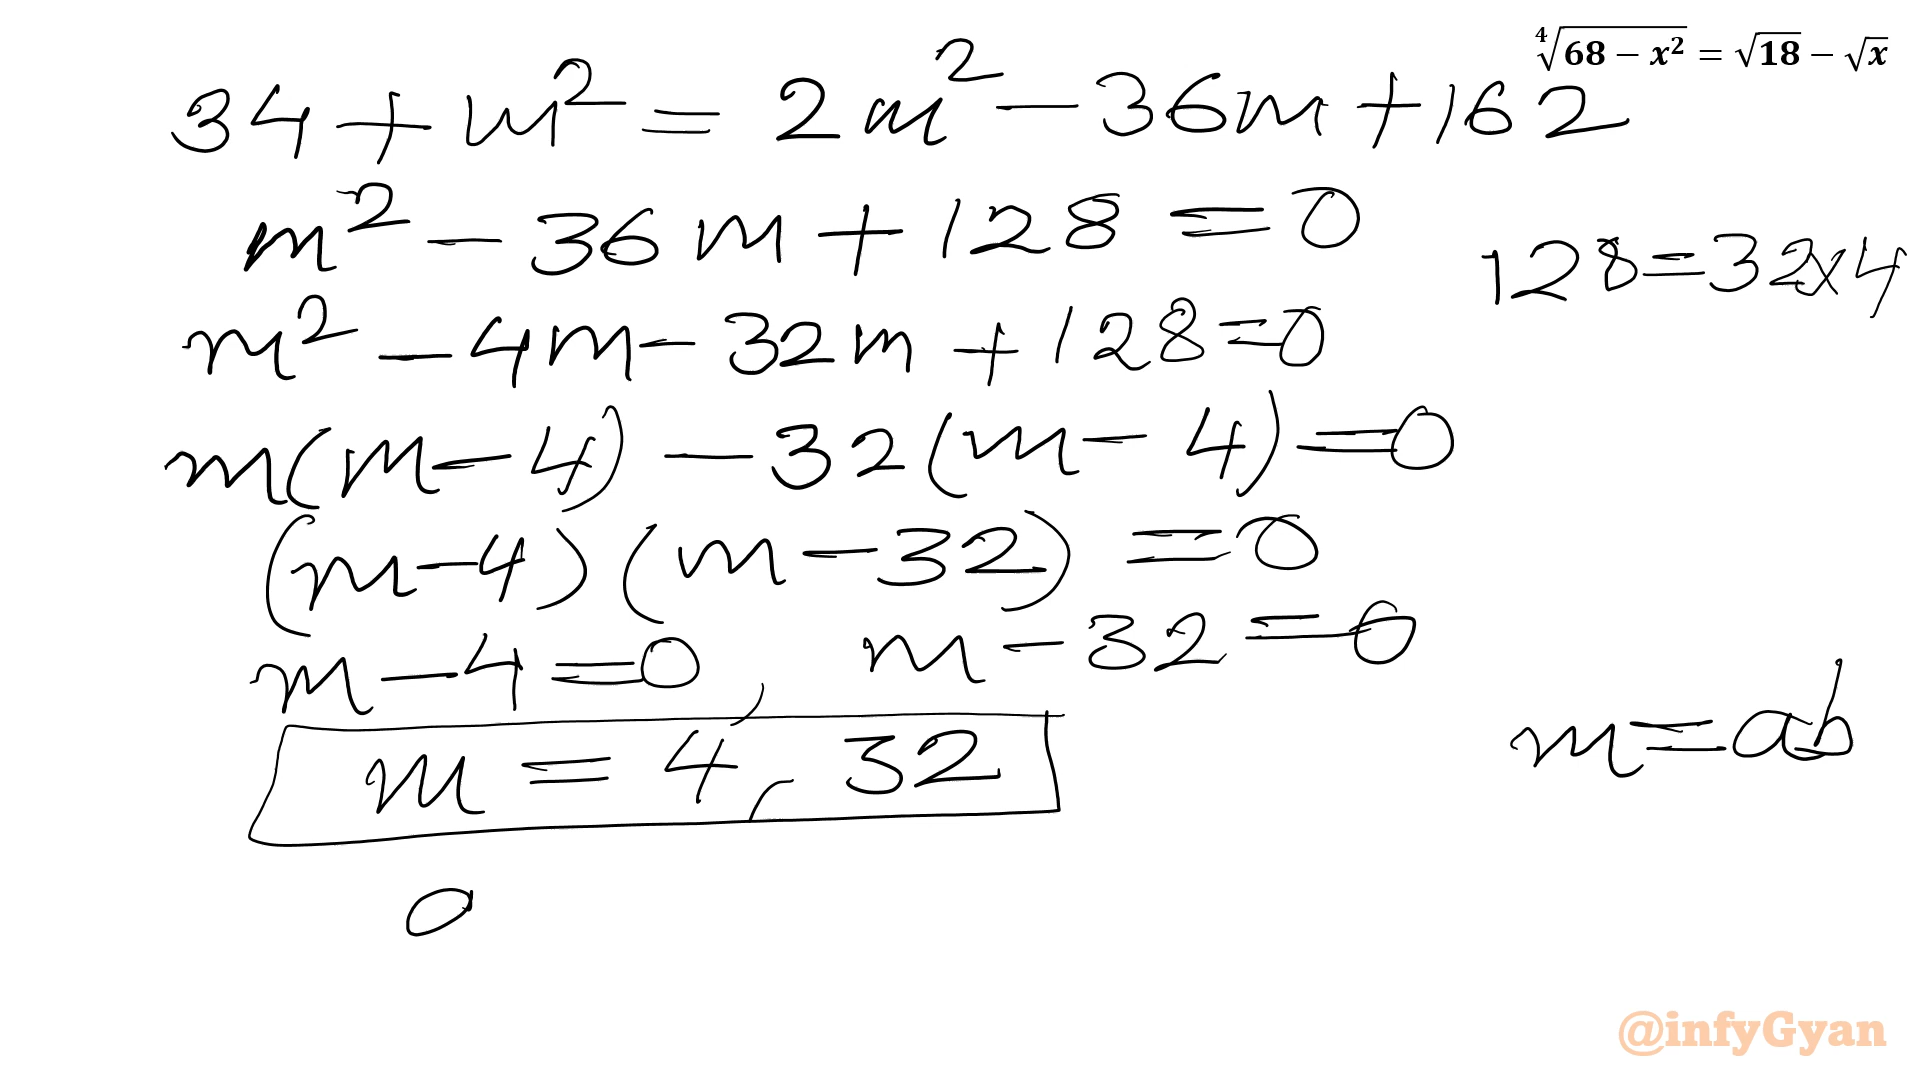 ⁴√(68 − x²) = √18 − √x
34 + m² = 2m² − 36m + 162
m² − 36m + 128 = 0
128 = 32 × 4
m² − 4m − 32m + 128 = 0
m(m − 4) − 32(m − 4) = 0
(m − 4)(m − 32) = 0
m − 4 = 0, m − 32 = 0
m = ab
m = 4, 32
a
@infyGyan